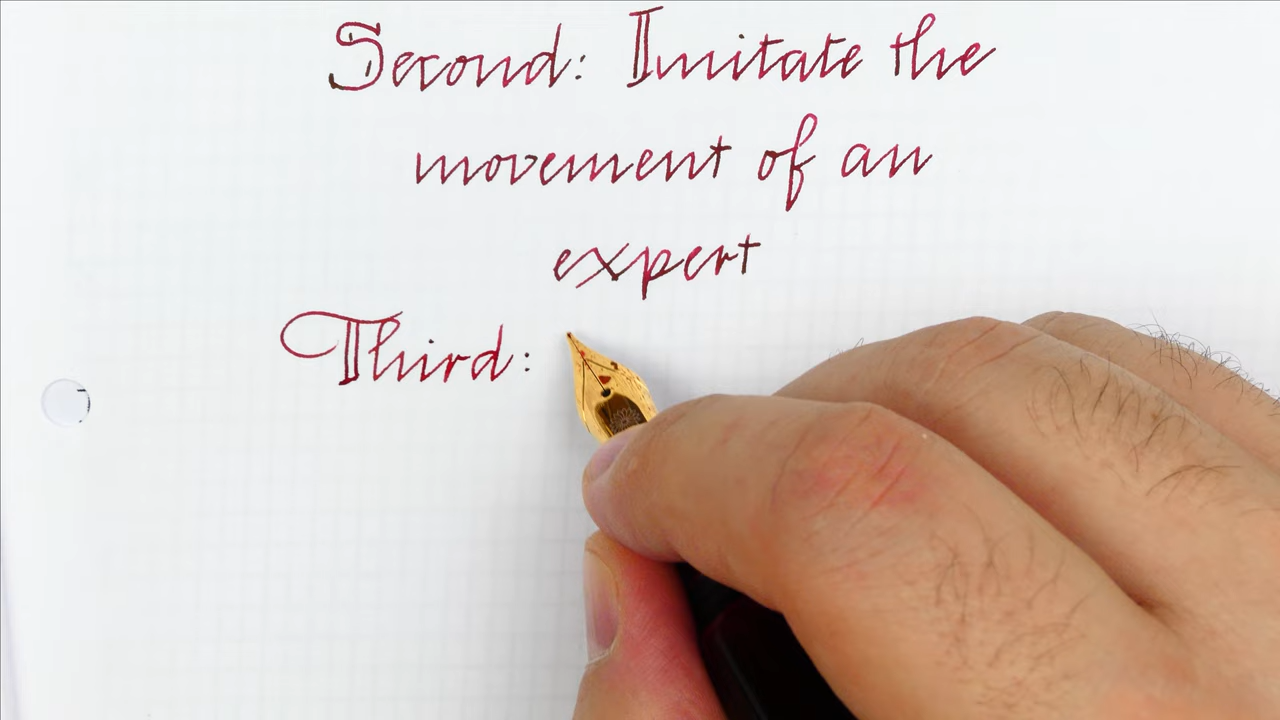 Second: Imitate the
movement of an
expert
Third: